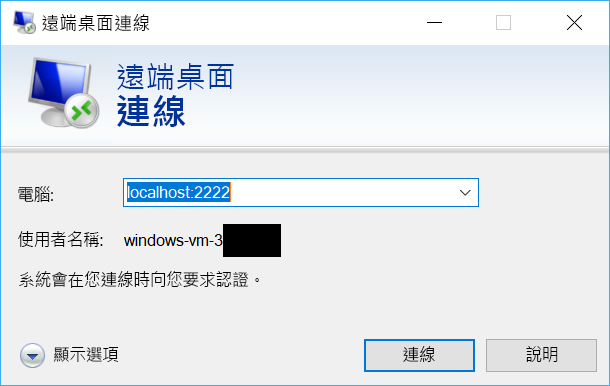 遠端桌面連線
遠端桌面
連線
電腦: localhost:2222
使用者名稱: windows-vm-3
系統會在您連線時向您要求認證。
顯示選項 連線 說明